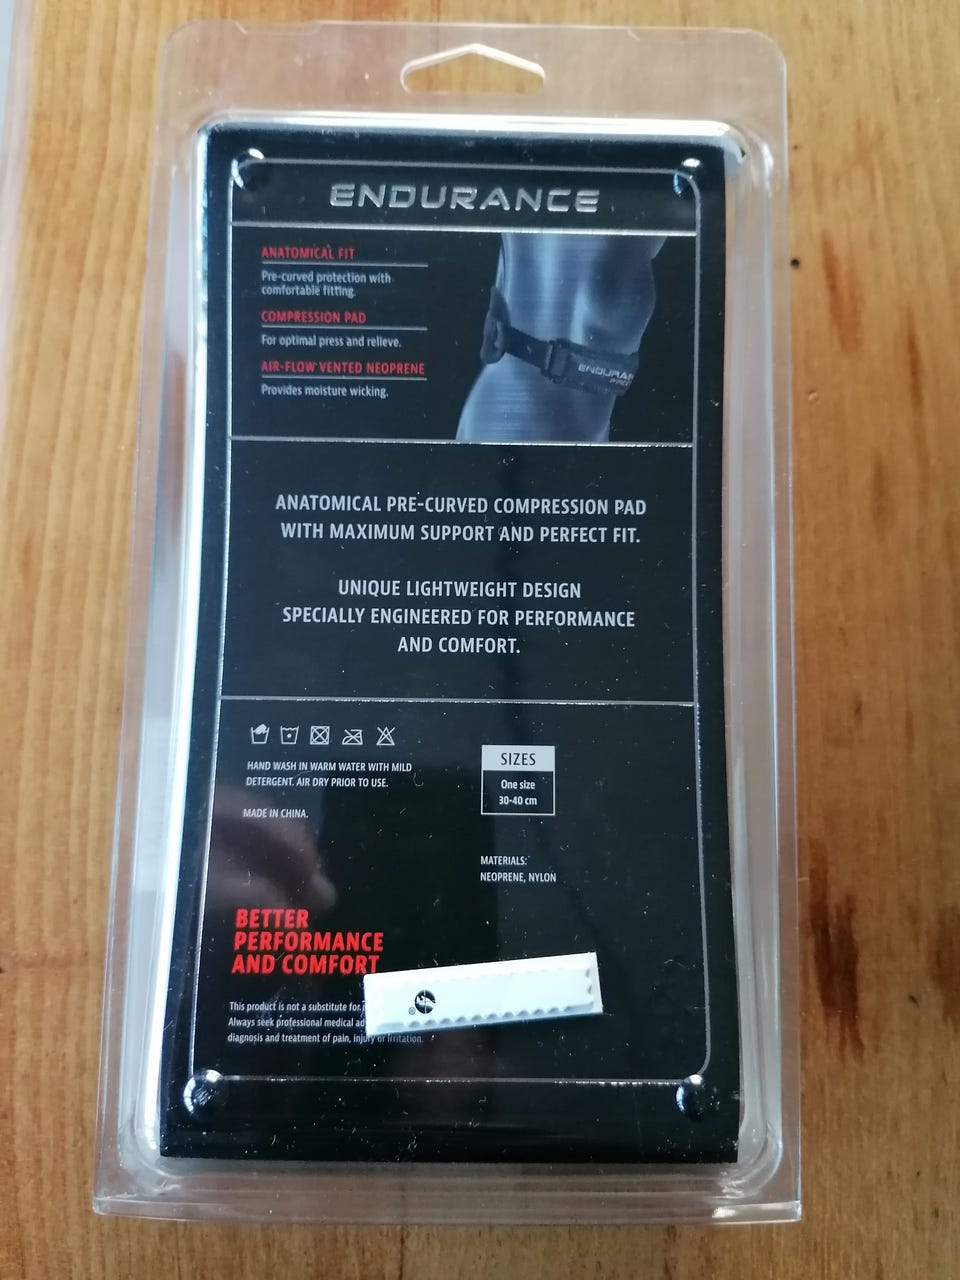 ENDURANCE
ANATOMICAL FIT
Pre-curved protection with
comfortable fitting.
COMPRESSION PAD
For optimal press and relieve.
AIR-FLOW VENTED NEOPRENE
Provides moisture wicking.
ENDURAN
ANATOMICAL PRE-CURVED COMPRESSION PAD
WITH MAXIMUM SUPPORT AND PERFECT FIT.
UNIQUE LIGHTWEIGHT DESIGN
SPECIALLY ENGINEERED FOR PERFORMANCE
AND COMFORT.
HAND WASH IN WARM WATER WITH MILD
DETERGENT. AIR DRY PRIOR TO USE.
MADE IN CHINA.
SIZES
One size
30-40 cm
MATERIALS:
NEOPRENE, NYLON
BETTER
PERFORMANCE
AND COMFORT
This product is not a substitute for
Always seek professional medical ad
diagnosis and treatment of pain, injury or irritation.
®